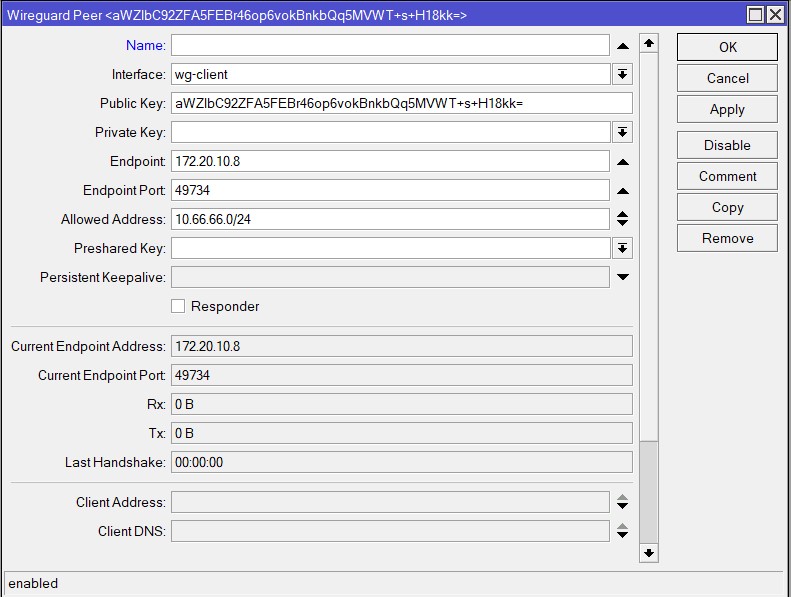 Wireguard Peer <aWZIbC92ZFA5FEBr46op6vokBnkbQq5MVWT+s+H18kk=>
Name:
Interface: wg-client
Public Key: aWZIbC92ZFA5FEBr46op6vokBnkbQq5MVWT+s+H18kk=
Private Key:
Endpoint: 172.20.10.8
Endpoint Port: 49734
Allowed Address: 10.66.66.0/24
Preshared Key:
Persistent Keepalive:
Responder
Current Endpoint Address: 172.20.10.8
Current Endpoint Port: 49734
Rx: 0 B
Tx: 0 B
Last Handshake: 00:00:00
Client Address:
Client DNS:
OK
Cancel
Apply
Disable
Comment
Copy
Remove
enabled